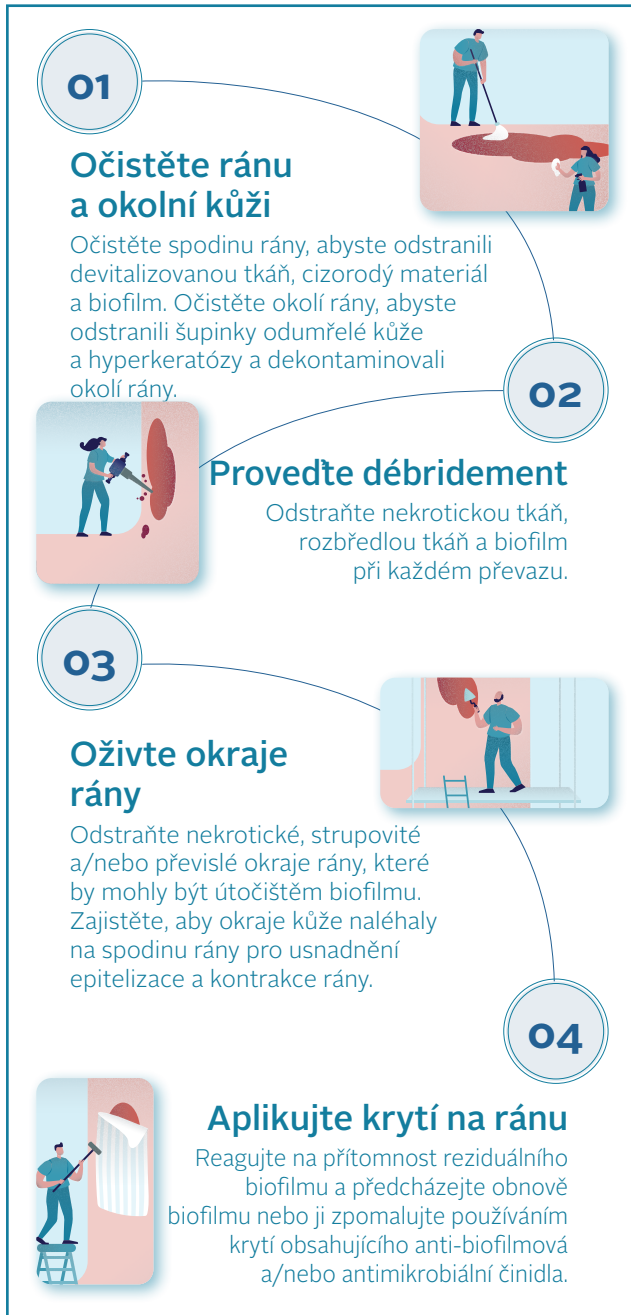 01
Očistěte ránu
a okolní kůži
Očistěte spodinu rány, abyste odstranili
devitalizovanou tkáň, cizorodý materiál
a biofilm. Očistěte okolí rány, abyste
odstranili šupinky odumřelé kůže
a hyperkeratózy a dekontaminovali
okolí rány.
02
Proveďte débridement
Odstraňte nekrotickou tkáň,
rozbředlou tkáň a biofilm
při každém převazu.
03
Oživte okraje
rány
Odstraňte nekrotické, strupovité
a/nebo převislé okraje rány, které
by mohly být útočištěm biofilmu.
Zajistěte, aby okraje kůže naléhaly
na spodinu rány pro usnadnění
epitelizace a kontrakce rány.
04
Aplikujte krytí na ránu
Reagujte na přítomnost reziduálního
biofilmu a předcházejte obnově
biofilmu nebo ji zpomalujte používáním
krytí obsahujícího anti-biofilmová
a/nebo antimikrobiální činidla.